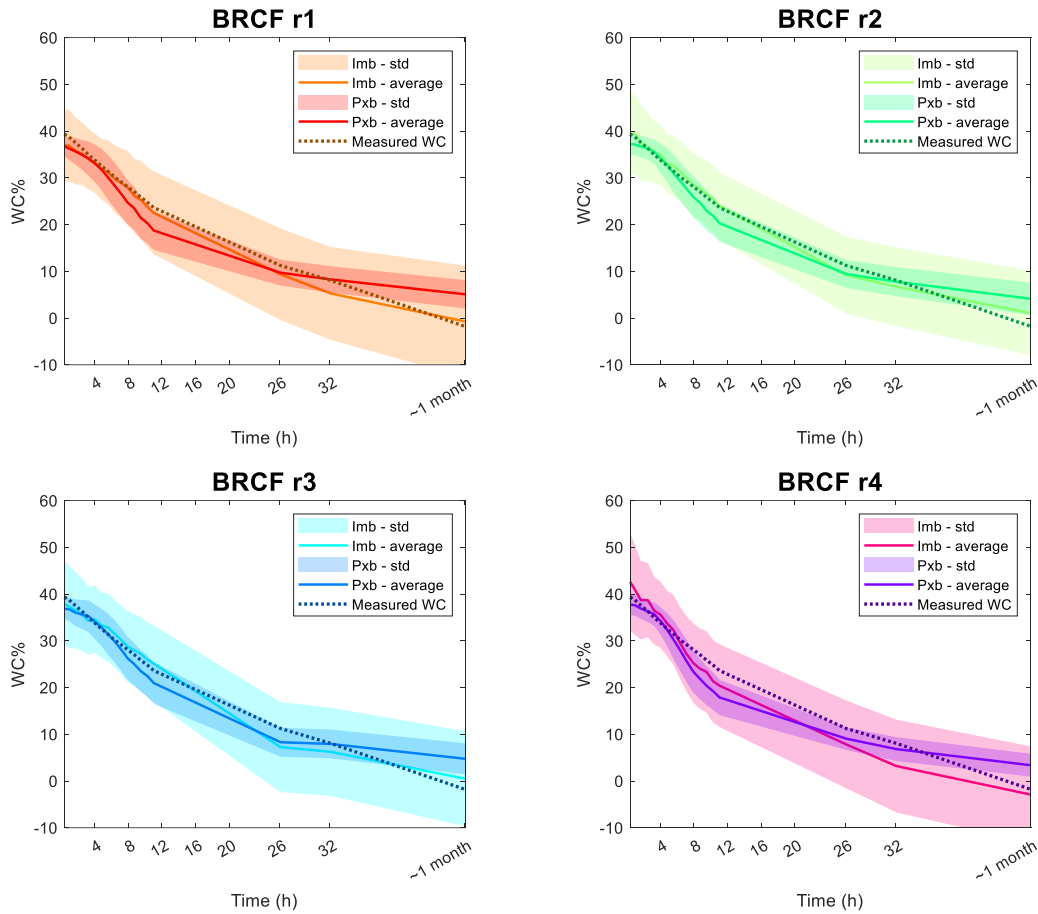 BRCF r1
60
50
40
30
20
10
0
-10
WC%
Imb - std
Imb - average
Pxb - std
Pxb - average
Measured WC
4
8
12
16
20
26
32
~1 month
Time (h)
BRCF r2
60
50
40
30
20
10
0
-10
WC%
Imb - std
Imb - average
Pxb - std
Pxb - average
Measured WC
4
8
12
16
20
26
32
~1 month
Time (h)
BRCF r3
60
50
40
30
20
10
0
-10
WC%
Imb - std
Imb - average
Pxb - std
Pxb - average
Measured WC
4
8
12
16
20
26
32
~1 month
Time (h)
BRCF r4
60
50
40
30
20
10
0
-10
WC%
Imb - std
Imb - average
Pxb - std
Pxb - average
Measured WC
4
8
12
16
20
26
32
~1 month
Time (h)